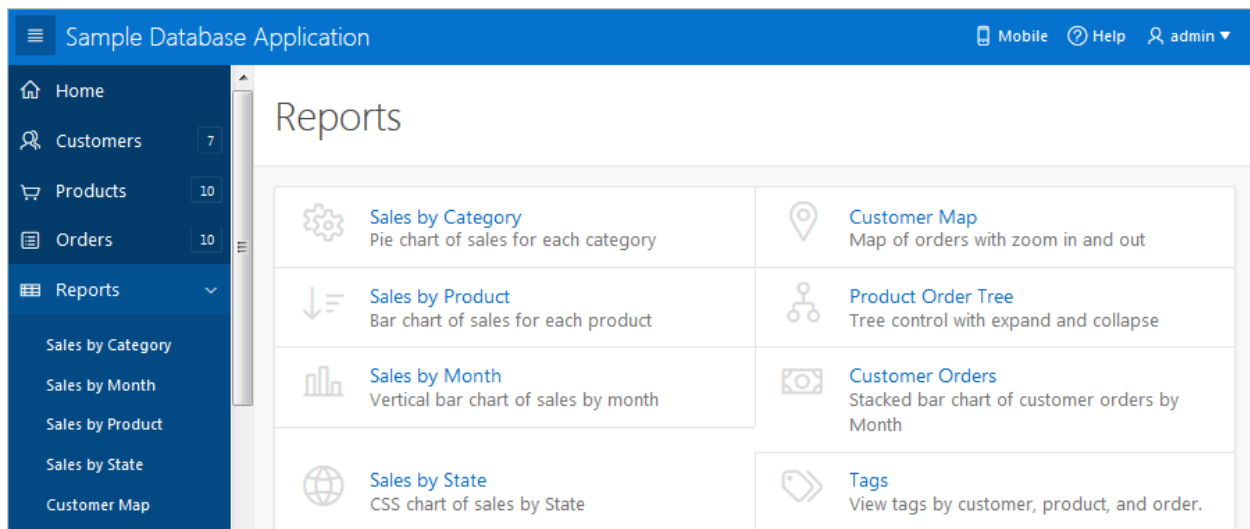 Sample Database Application
Mobile
Help
admin
Home
Customers 7
Products 10
Orders 10
Reports
Sales by Category
Sales by Month
Sales by Product
Sales by State
Customer Map
Reports
Sales by Category
Pie chart of sales for each category
Customer Map
Map of orders with zoom in and out
Sales by Product
Bar chart of sales for each product
Product Order Tree
Tree control with expand and collapse
Sales by Month
Vertical bar chart of sales by month
Customer Orders
Stacked bar chart of customer orders by
Month
Sales by State
CSS chart of sales by State
Tags
View tags by customer, product, and order.